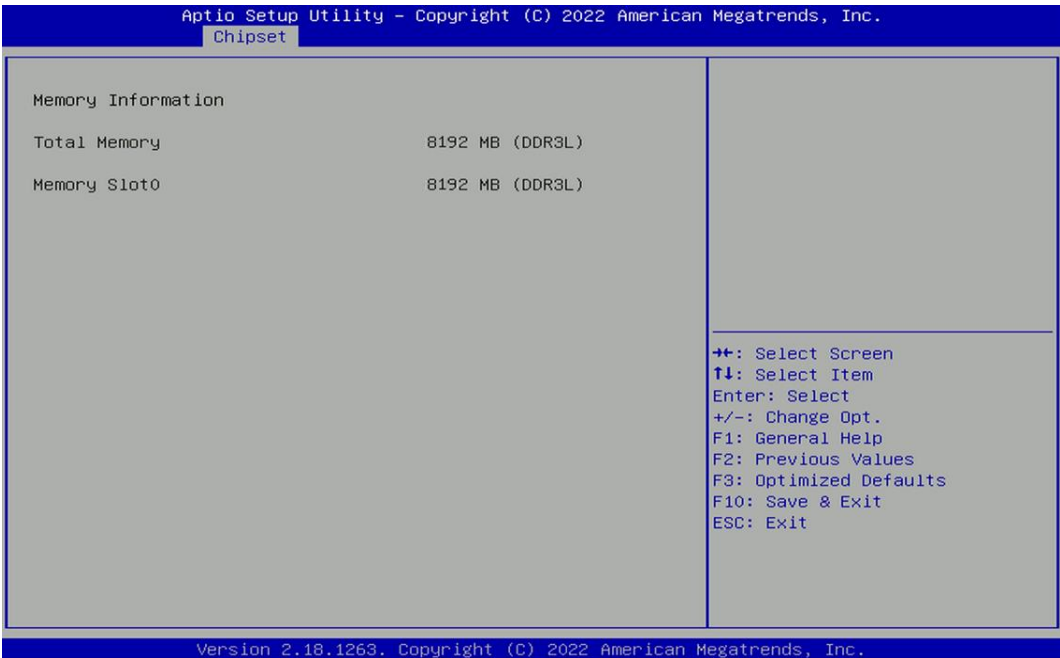 Aptio Setup Utility – Copyright (C) 2022 American Megatrends, Inc.
Chipset
Memory Information
Total Memory 8192 MB (DDR3L)
Memory Slot0 8192 MB (DDR3L)
→←: Select Screen
↑↓: Select Item
Enter: Select
+/-: Change Opt.
F1: General Help
F2: Previous Values
F3: Optimized Defaults
F10: Save & Exit
ESC: Exit
Version 2.18.1263. Copyright (C) 2022 American Megatrends, Inc.